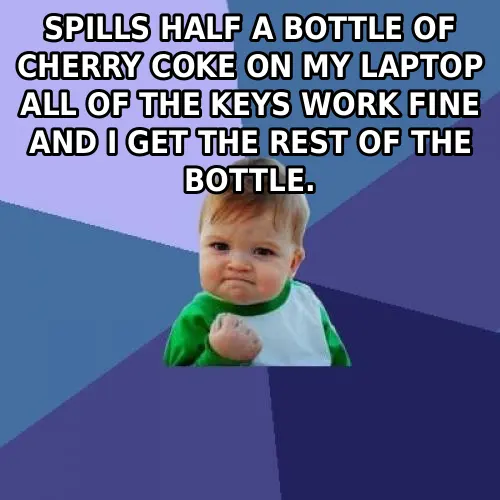 SPILLS HALF A BOTTLE OF
CHERRY COKE ON MY LAPTOP
ALL OF THE KEYS WORK FINE
AND I GET THE REST OF THE
BOTTLE.